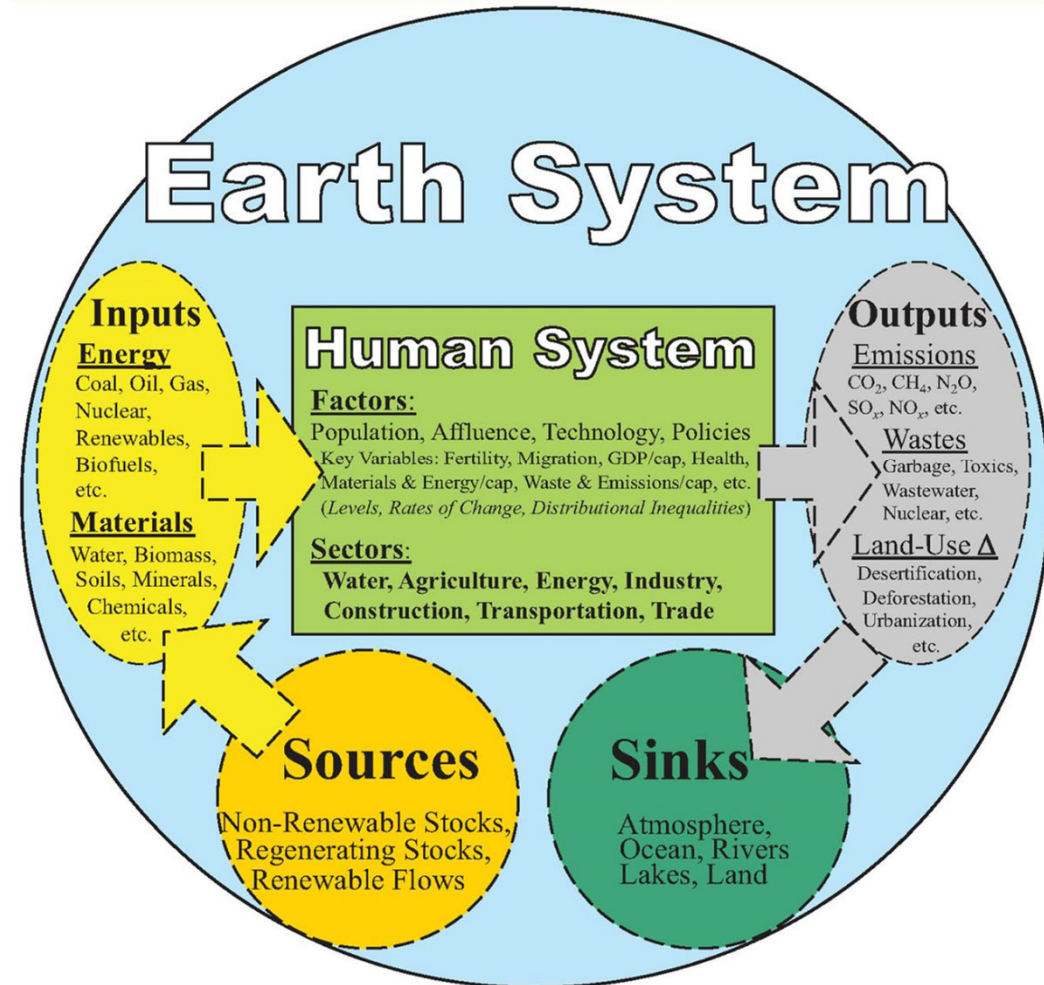 Earth System
Inputs
Energy
Coal, Oil, Gas,
Nuclear,
Renewables,
Biofuels,
etc.
Materials
Water, Biomass,
Soils, Minerals,
Chemicals,
etc.
Human System
Factors:
Population, Affluence, Technology, Policies
Key Variables: Fertility, Migration, GDP/cap, Health,
Materials & Energy/cap, Waste & Emissions/cap, etc.
(Levels, Rates of Change, Distributional Inequalities)
Sectors:
Water, Agriculture, Energy, Industry,
Construction, Transportation, Trade
Outputs
Emissions
CO₂, CH₄, N₂O,
SOₓ, NOₓ, etc.
Wastes
Garbage, Toxics,
Wastewater,
Nuclear, etc.
Land-Use Δ
Desertification,
Deforestation,
Urbanization,
etc.
Sources
Non-Renewable Stocks,
Regenerating Stocks,
Renewable Flows
Sinks
Atmosphere,
Ocean, Rivers
Lakes, Land